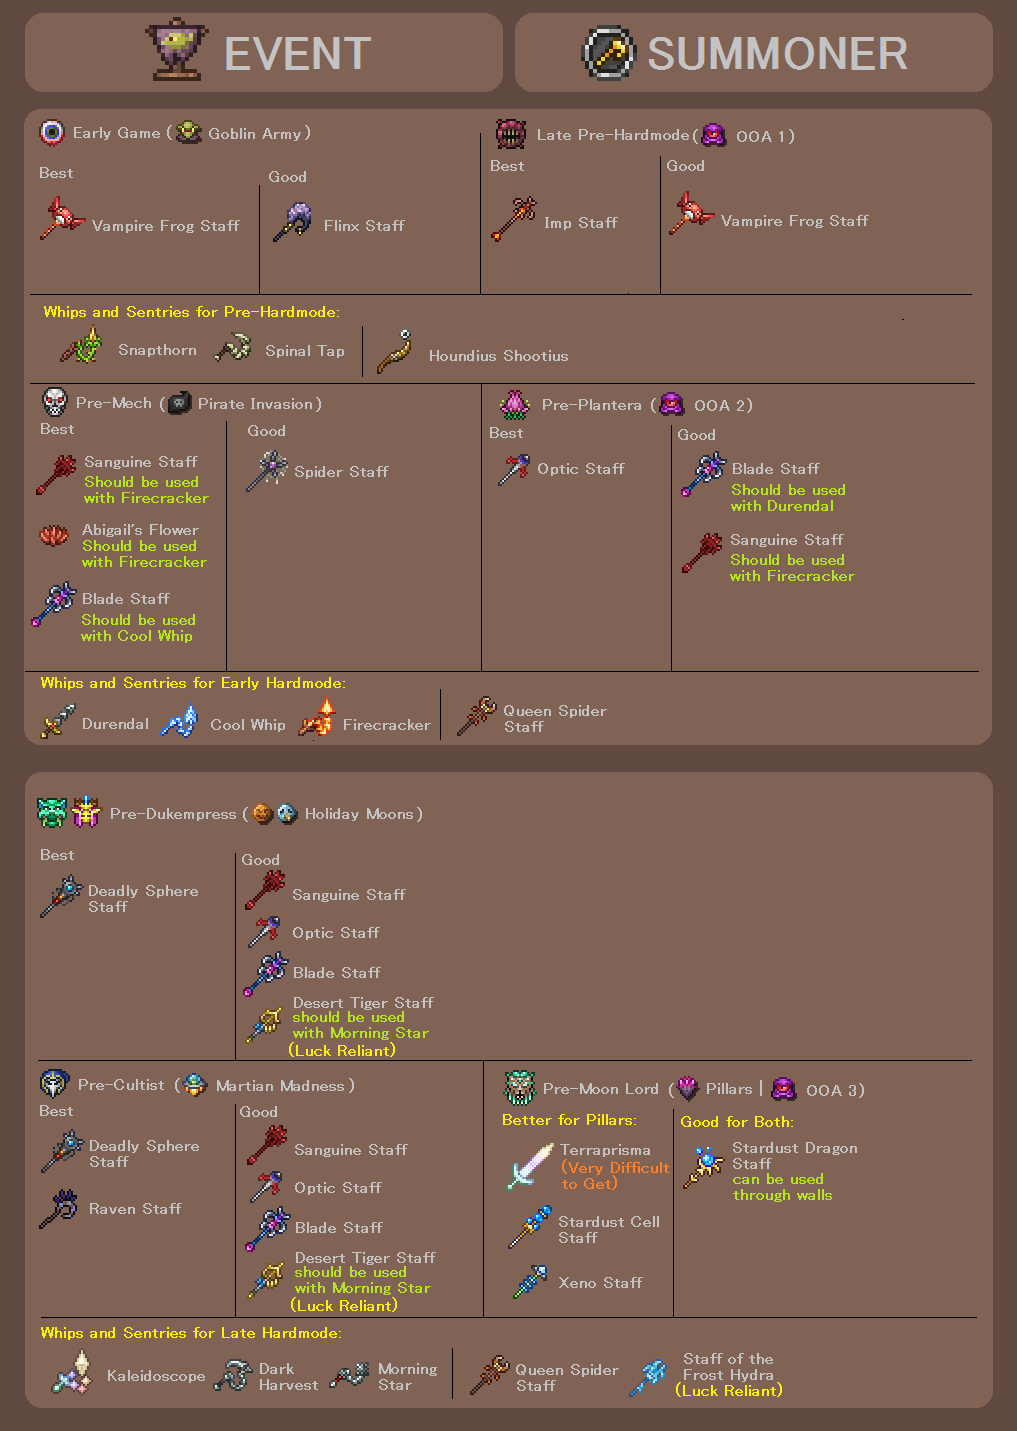 EVENT
SUMMONER
Early Game ( Goblin Army)
Best
Vampire Frog Staff
Good
Flinx Staff
Late Pre-Hardmode( OOA 1)
Best
Imp Staff
Good
Vampire Frog Staff
Whips and Sentries for Pre-Hardmode:
Snapthorn
Spinal Tap
Houndius Shootius
Pre-Mech ( Pirate Invasion)
Best
Sanguine Staff
Should be used
with Firecracker
Abigail's Flower
Should be used
with Firecracker
Blade Staff
Should be used
with Cool Whip
Good
Spider Staff
Pre-Plantera ( OOA 2)
Best
Optic Staff
Good
Blade Staff
Should be used
with Durendal
Sanguine Staff
Should be used
with Firecracker
Whips and Sentries for Early Hardmode:
Durendal
Cool Whip
Firecracker
Queen Spider
Staff
Pre-Dukempress ( Holiday Moons)
Best
Deadly Sphere
Staff
Good
Sanguine Staff
Optic Staff
Blade Staff
Desert Tiger Staff
should be used
with Morning Star
(Luck Reliant)
Pre-Cultist ( Martian Madness)
Best
Deadly Sphere
Staff
Raven Staff
Good
Sanguine Staff
Optic Staff
Blade Staff
Desert Tiger Staff
should be used
with Morning Star
(Luck Reliant)
Pre-Moon Lord ( Pillars | OOA 3)
Better for Pillars:
Terraprisma
(Very Difficult
to Get)
Stardust Cell
Staff
Xeno Staff
Good for Both:
Stardust Dragon
Staff
can be used
through walls
Whips and Sentries for Late Hardmode:
Kaleidoscope
Dark
Harvest
Morning
Star
Queen Spider
Staff
Staff of the
Frost Hydra
(Luck Reliant)